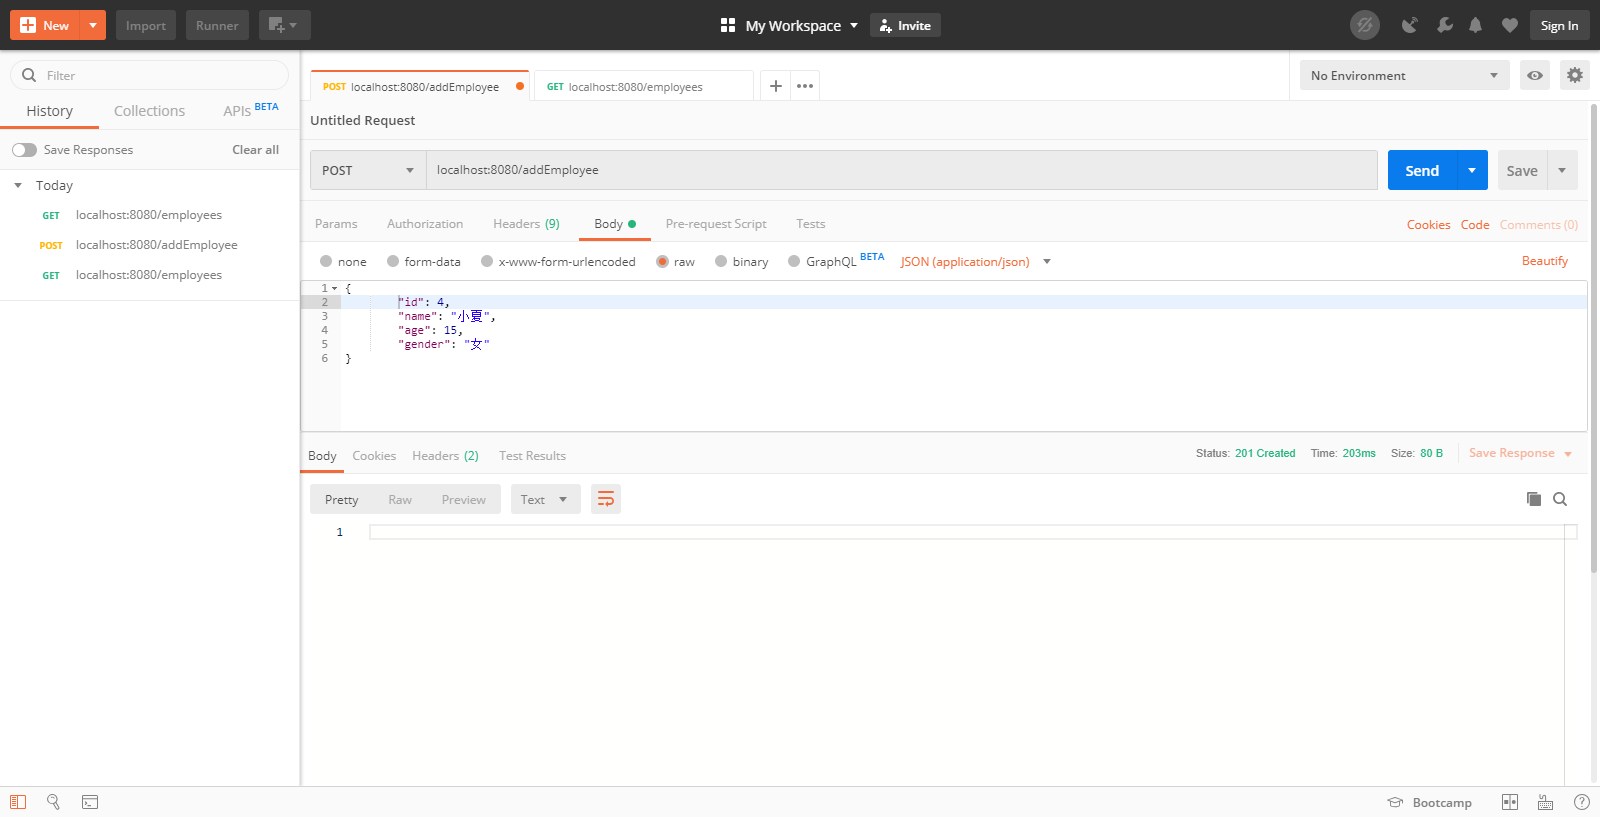 New
Import
Runner
My Workspace
Invite
Sign In
Filter
History
Collections
APIs BETA
Save Responses
Clear all
Today
GET localhost:8080/employees
POST localhost:8080/addEmployee
GET localhost:8080/employees
POST localhost:8080/addEmployee
GET localhost:8080/employees
No Environment
Untitled Request
POST
localhost:8080/addEmployee
Send
Save
Params
Authorization
Headers (9)
Body
Pre-request Script
Tests
Cookies
Code
Comments (0)
none
form-data
x-www-form-urlencoded
raw
binary
GraphQL BETA
JSON (application/json)
Beautify
1 {
2 "id": 4,
3 "name": "小夏",
4 "age": 15,
5 "gender": "女"
6 }
Body
Cookies
Headers (2)
Test Results
Status: 201 Created
Time: 203ms
Size: 80 B
Save Response
Pretty
Raw
Preview
Text
1
Bootcamp